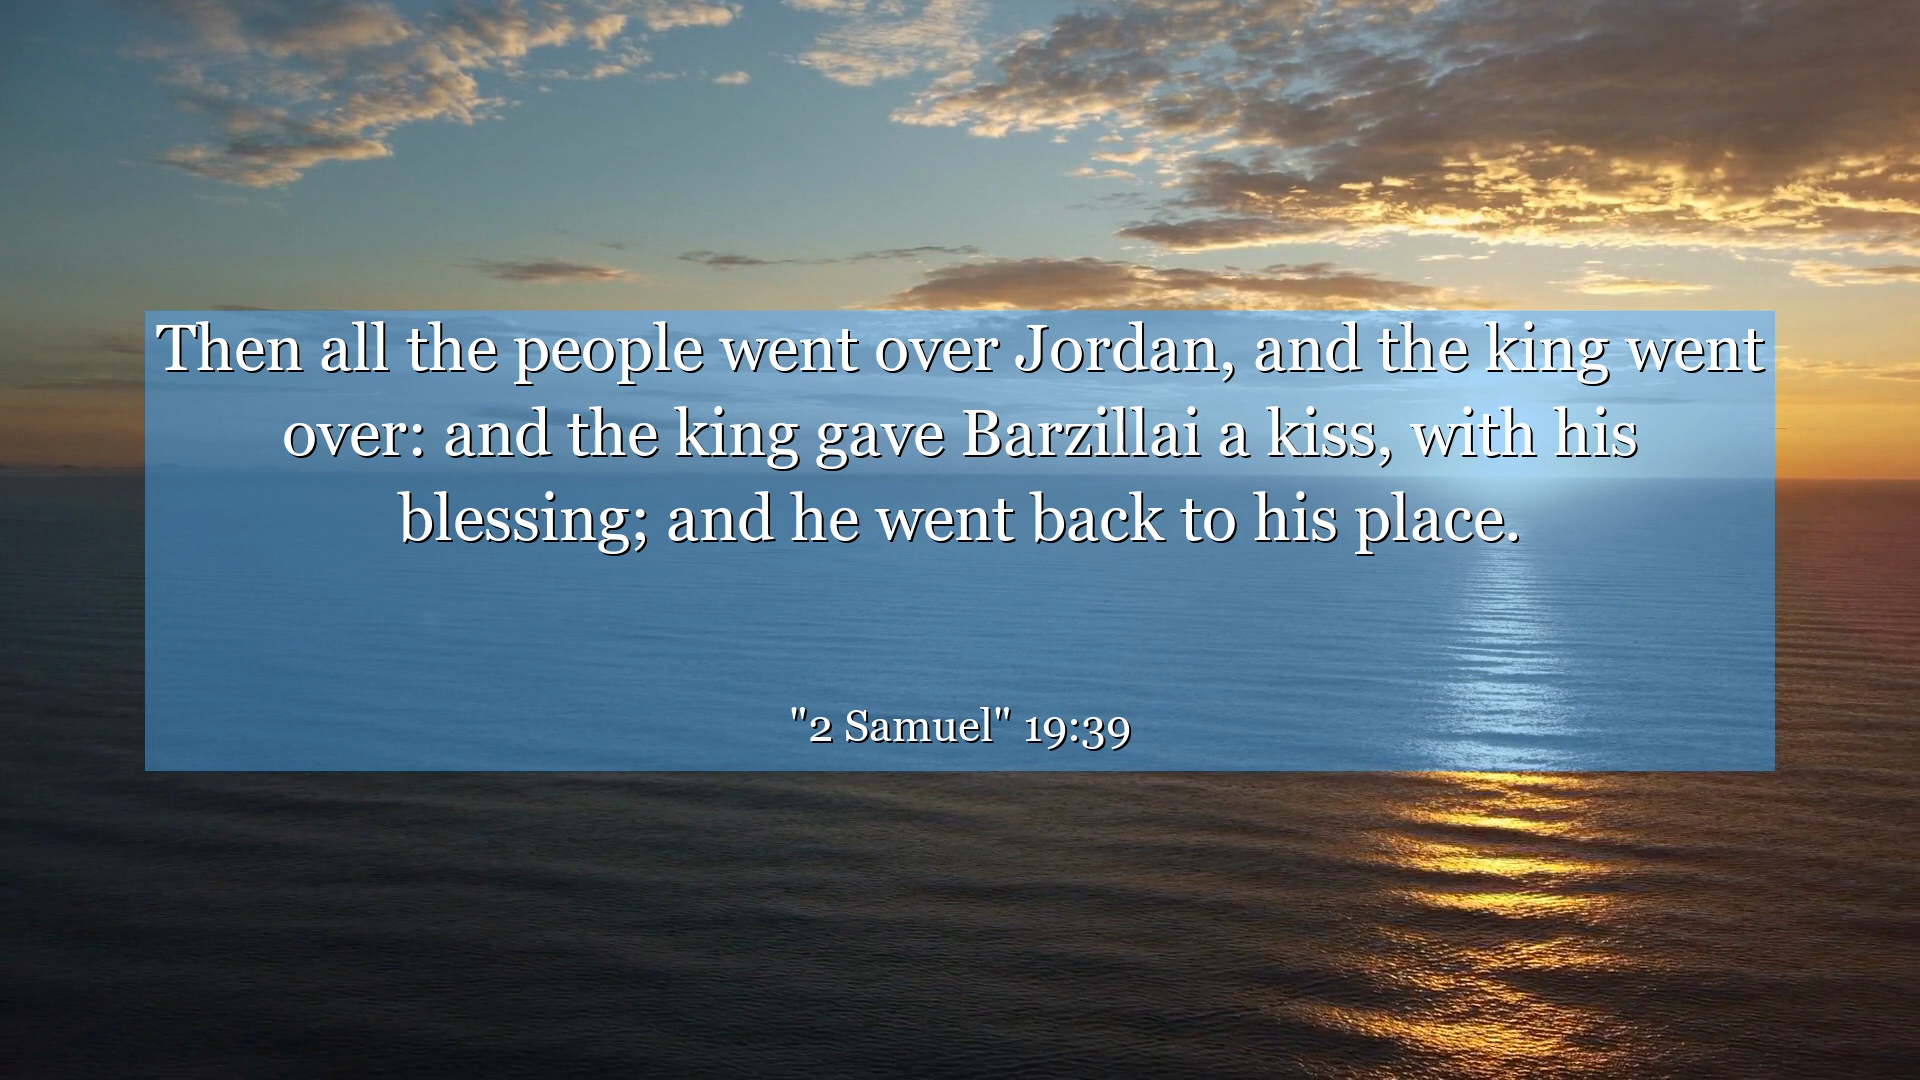 Then all the people went over Jordan, and the king went
over: and the king gave Barzillai a kiss, with his
blessing; and he went back to his place.
"2 Samuel" 19:39